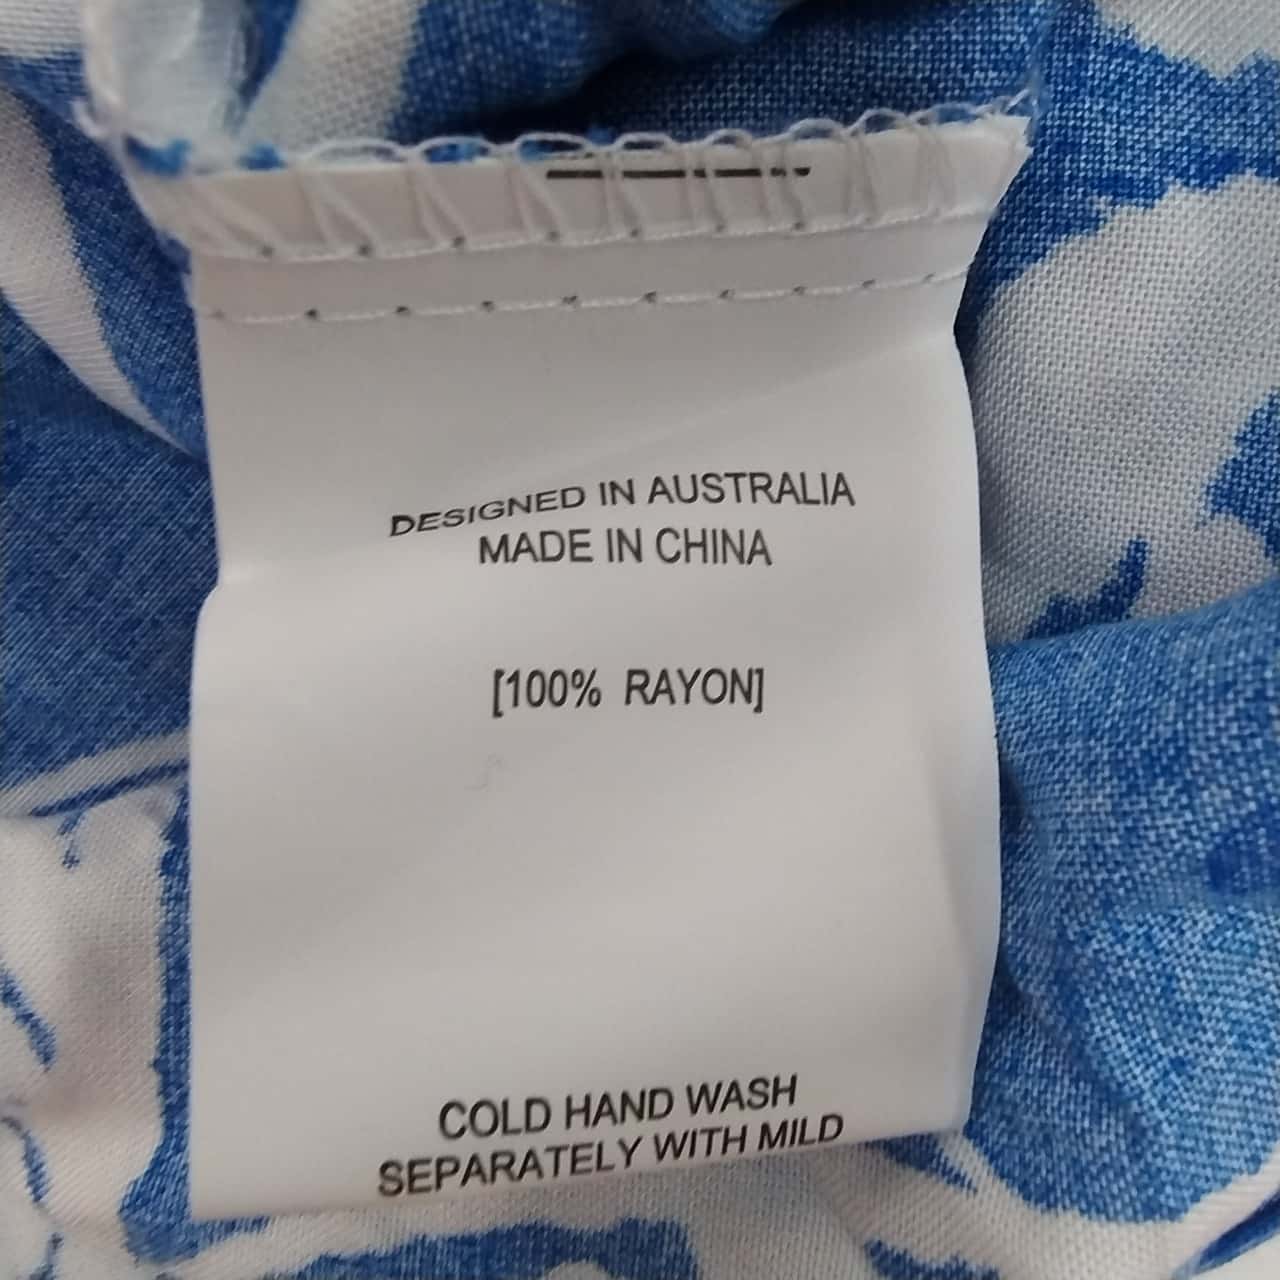 DESIGNED IN AUSTRALIA
MADE IN CHINA
[100% RAYON]
COLD HAND WASH
SEPARATELY WITH MILD